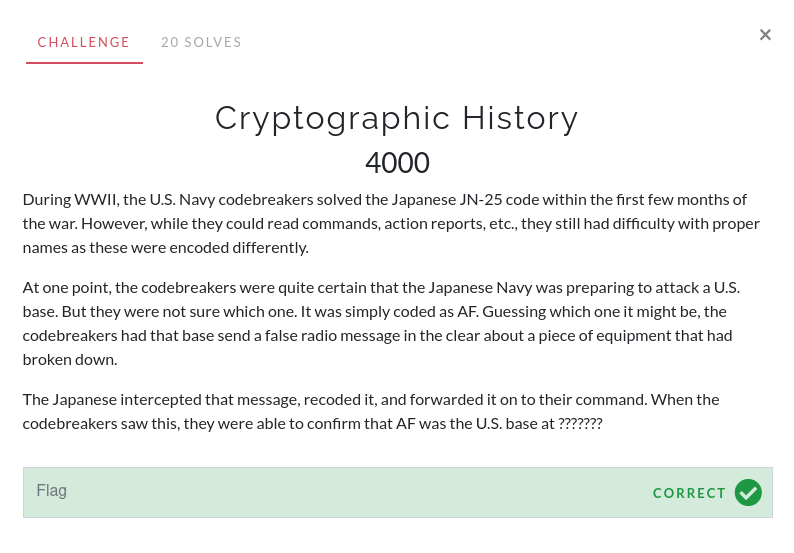 CHALLENGE
20 SOLVES
×
Cryptographic History
4000
During WWII, the U.S. Navy codebreakers solved the Japanese JN-25 code within the first few months of
the war. However, while they could read commands, action reports, etc., they still had difficulty with proper
names as these were encoded differently.
At one point, the codebreakers were quite certain that the Japanese Navy was preparing to attack a U.S.
base. But they were not sure which one. It was simply coded as AF. Guessing which one it might be, the
codebreakers had that base send a false radio message in the clear about a piece of equipment that had
broken down.
The Japanese intercepted that message, recoded it, and forwarded it on to their command. When the
codebreakers saw this, they were able to confirm that AF was the U.S. base at ???????
Flag
CORRECT